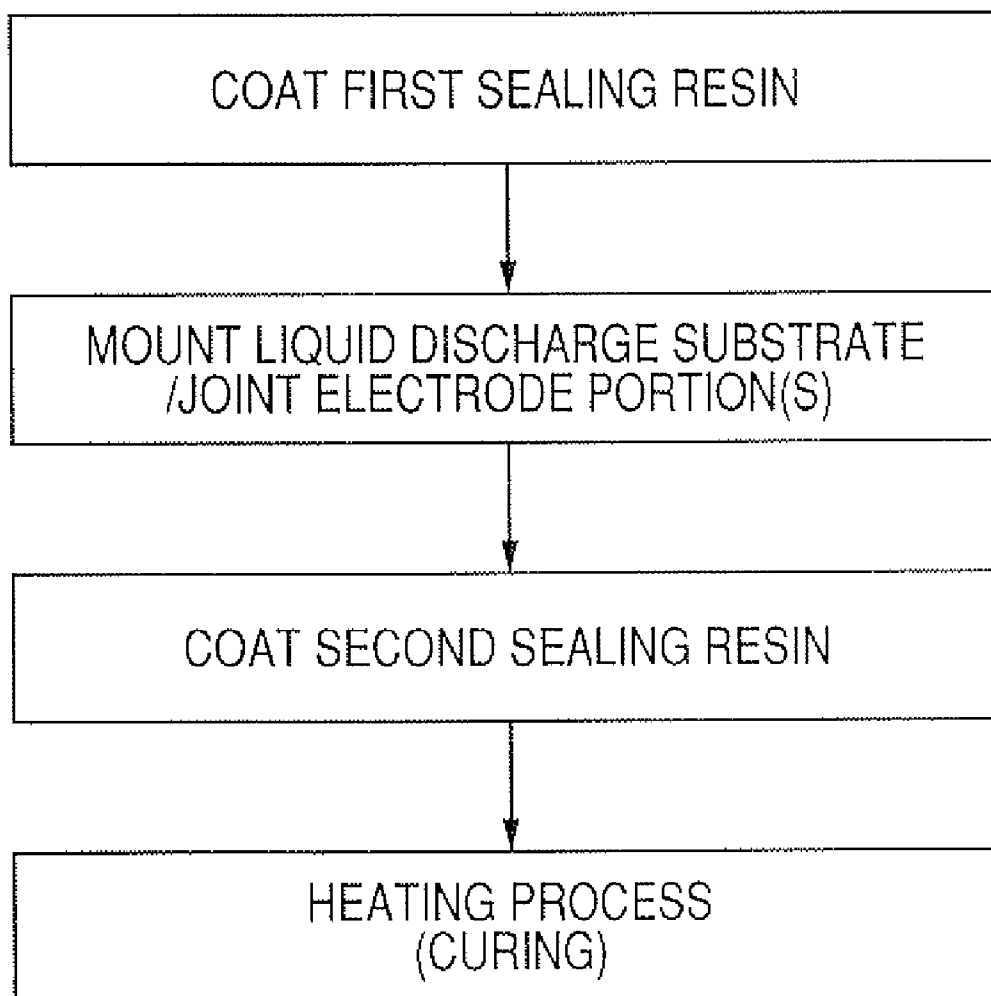 COAT FIRST SEALING RESIN
MOUNT LIQUID DISCHARGE SUBSTRATE
/JOINT ELECTRODE PORTION(S)
COAT SECOND SEALING RESIN
HEATING PROCESS
(CURING)